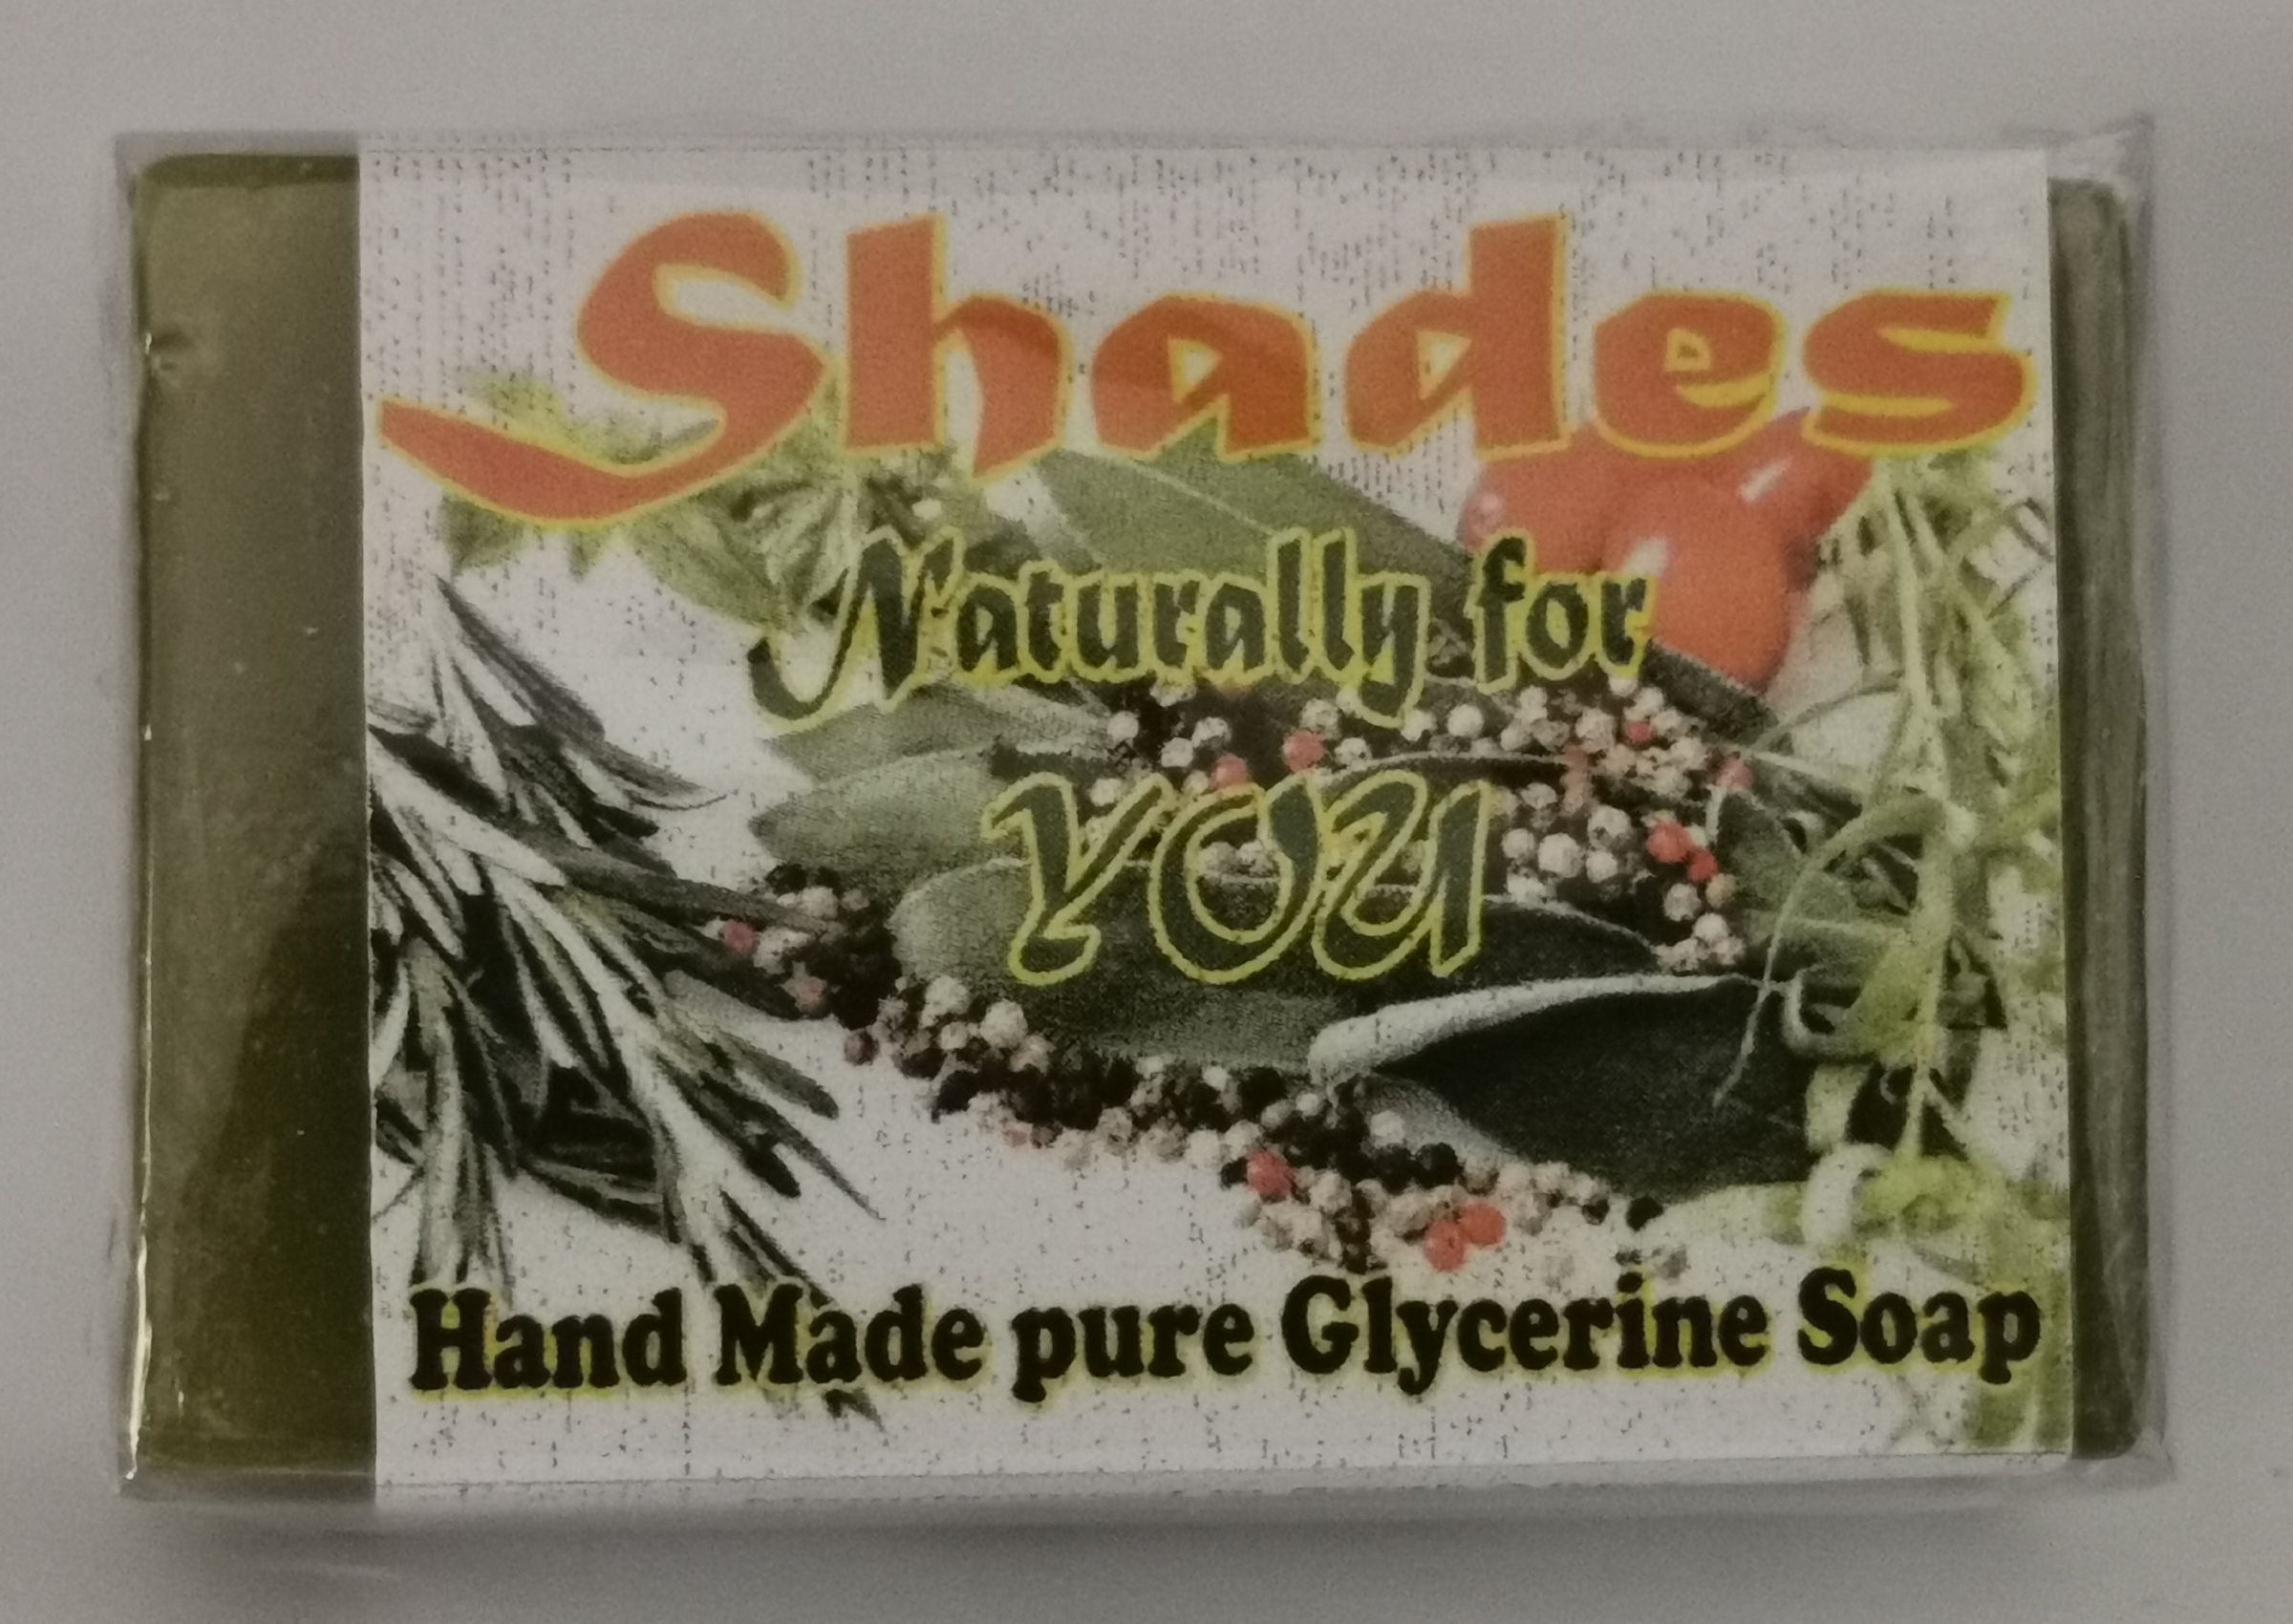 Shades
Naturally for
YOU
Hand Made pure Glycerine Soap